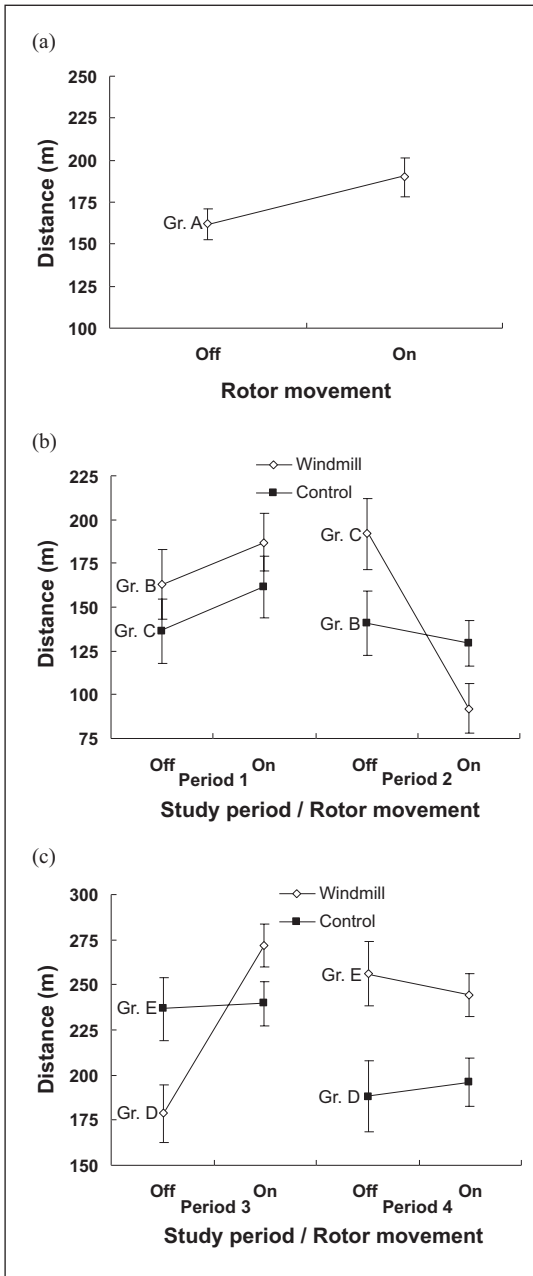 (a)
250
225
200
175
150
125
100
Distance (m)
Gr. A
Off On
Rotor movement
(b)
Windmill
Control
225
200
175
150
125
100
75
Distance (m)
Gr. B
Gr. C
Gr. C
Gr. B
Off On Off On
Period 1 Period 2
Study period / Rotor movement
(c)
Windmill
Control
300
275
250
225
200
175
150
Distance (m)
Gr. E
Gr. D
Gr. E
Gr. D
Off On Off On
Period 3 Period 4
Study period / Rotor movement